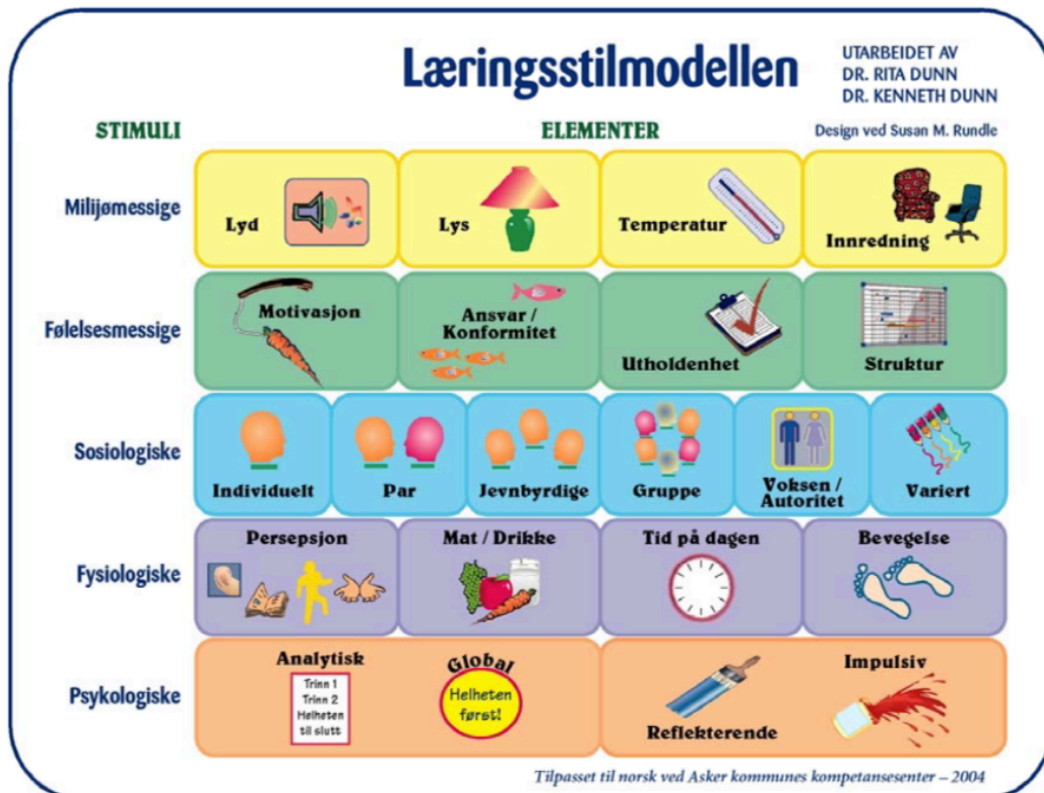 Læringsstilmodellen
UTARBEIDET AV
DR. RITA DUNN
DR. KENNETH DUNN
Design ved Susan M. Rundle
STIMULI
ELEMENTER
Milijømessige
Lyd
Lys
Temperatur
Innredning
Følelsesmessige
Motivasjon
Ansvar /
Konformitet
Utholdenhet
Struktur
Sosiologiske
Individuelt
Par
Jevnbyrdige
Gruppe
Voksen /
Autoritet
Variert
Fysiologiske
Persepsjon
Mat / Drikke
Tid på dagen
Bevegelse
Psykologiske
Analytisk
Trinn 1
Trinn 2
Helheten
til slutt
Global
Helheten
først!
Reflekterende
Impulsiv
Tilpasset til norsk ved Asker kommunes kompetansesenter – 2004